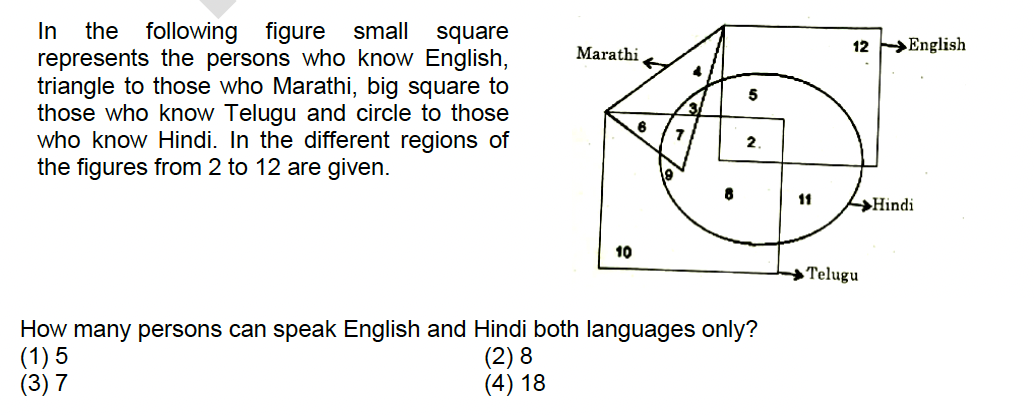 In the following figure small square
represents the persons who know English,
triangle to those who Marathi, big square to
those who know Telugu and circle to those
who know Hindi. In the different regions of
the figures from 2 to 12 are given.
Marathi
12
English
4
5
3
6
7
2.
9
8
11
Hindi
10
Telugu
How many persons can speak English and Hindi both languages only?
(1) 5
(2) 8
(3) 7
(4) 18